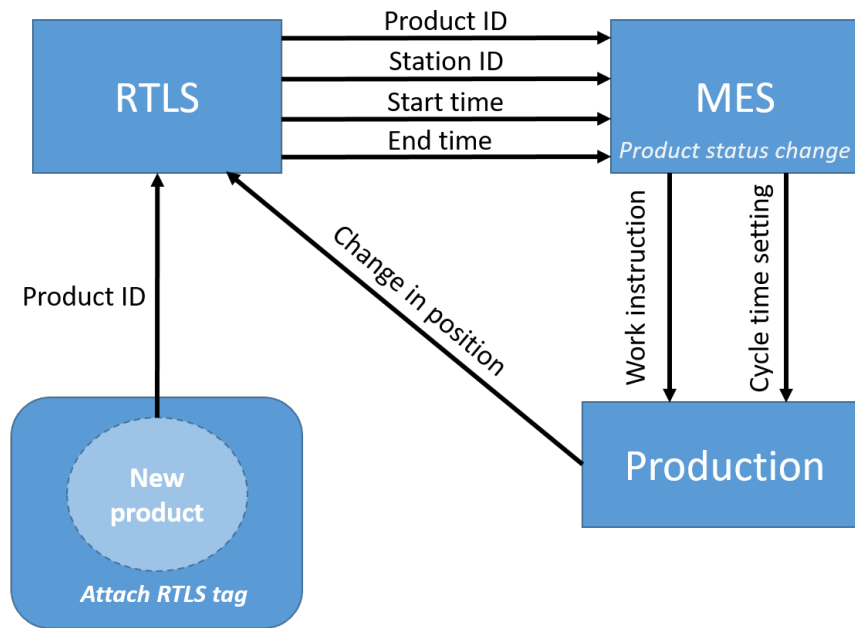 Product ID
Station ID
Start time
End time
RTLS
MES
Product status change
Product ID
Change in position
Work instruction
Cycle time setting
New
product
Attach RTLS tag
Production